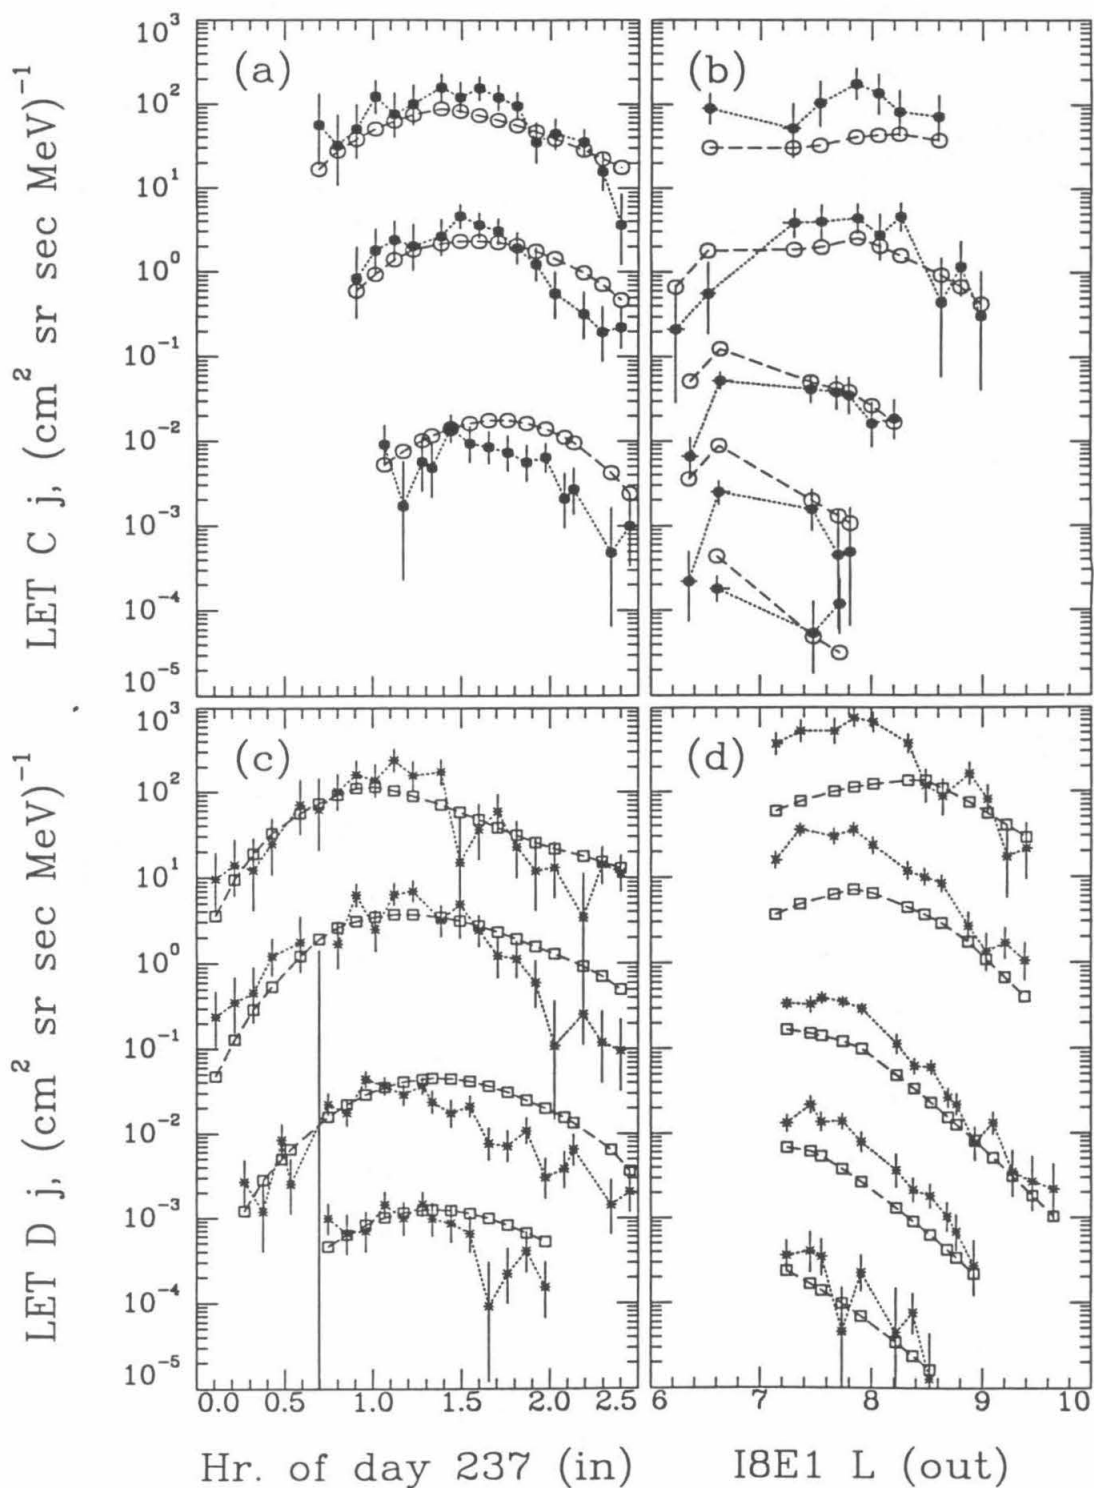 LET C j, (cm² sr sec MeV)⁻¹
10³
10²
10¹
10⁰
10⁻¹
10⁻²
10⁻³
10⁻⁴
10⁻⁵
(a)
(b)
LET D j, (cm² sr sec MeV)⁻¹
10³
10²
10¹
10⁰
10⁻¹
10⁻²
10⁻³
10⁻⁴
10⁻⁵
(c)
(d)
0.0 0.5 1.0 1.5 2.0 2.5 6 7 8 9 10
Hr. of day 237 (in) I8E1 L (out)